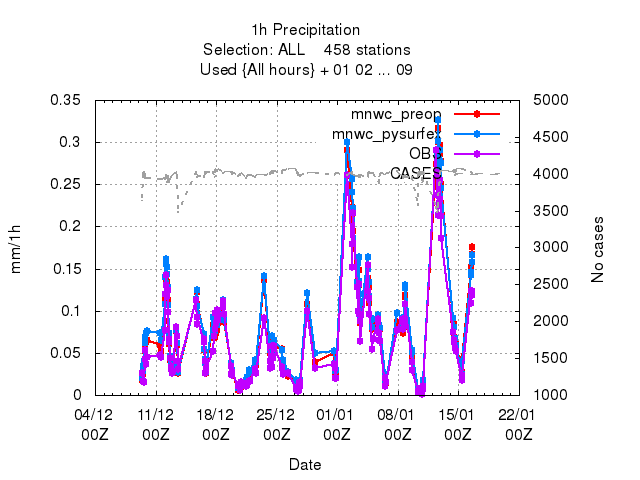 1h Precipitation
Selection: ALL 458 stations
Used {All hours} + 01 02 ... 09
mnwc_preop
mnwc_pysurfex
OBS
CASES
0.35
0.3
0.25
0.2
0.15
0.1
0.05
0
mm/1h
5000
4500
4000
3500
3000
2500
2000
1500
1000
No cases
04/12 11/12 18/12 25/12 01/01 08/01 15/01 22/01
00Z 00Z 00Z 00Z 00Z 00Z 00Z 00Z
Date